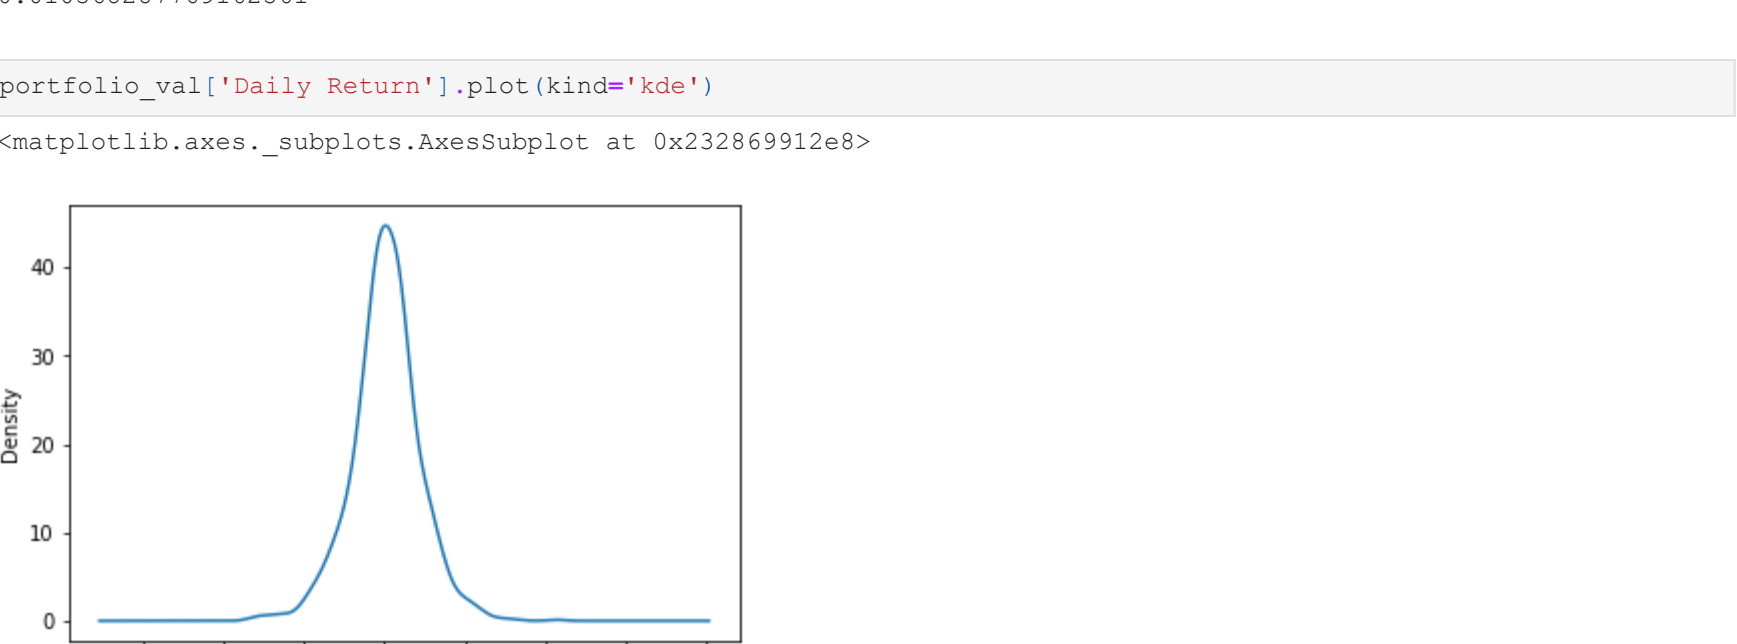 portfolio_val['Daily Return'].plot(kind='kde')
<matplotlib.axes._subplots.AxesSubplot at 0x232869912e8>
40
30
Density
20
10
0